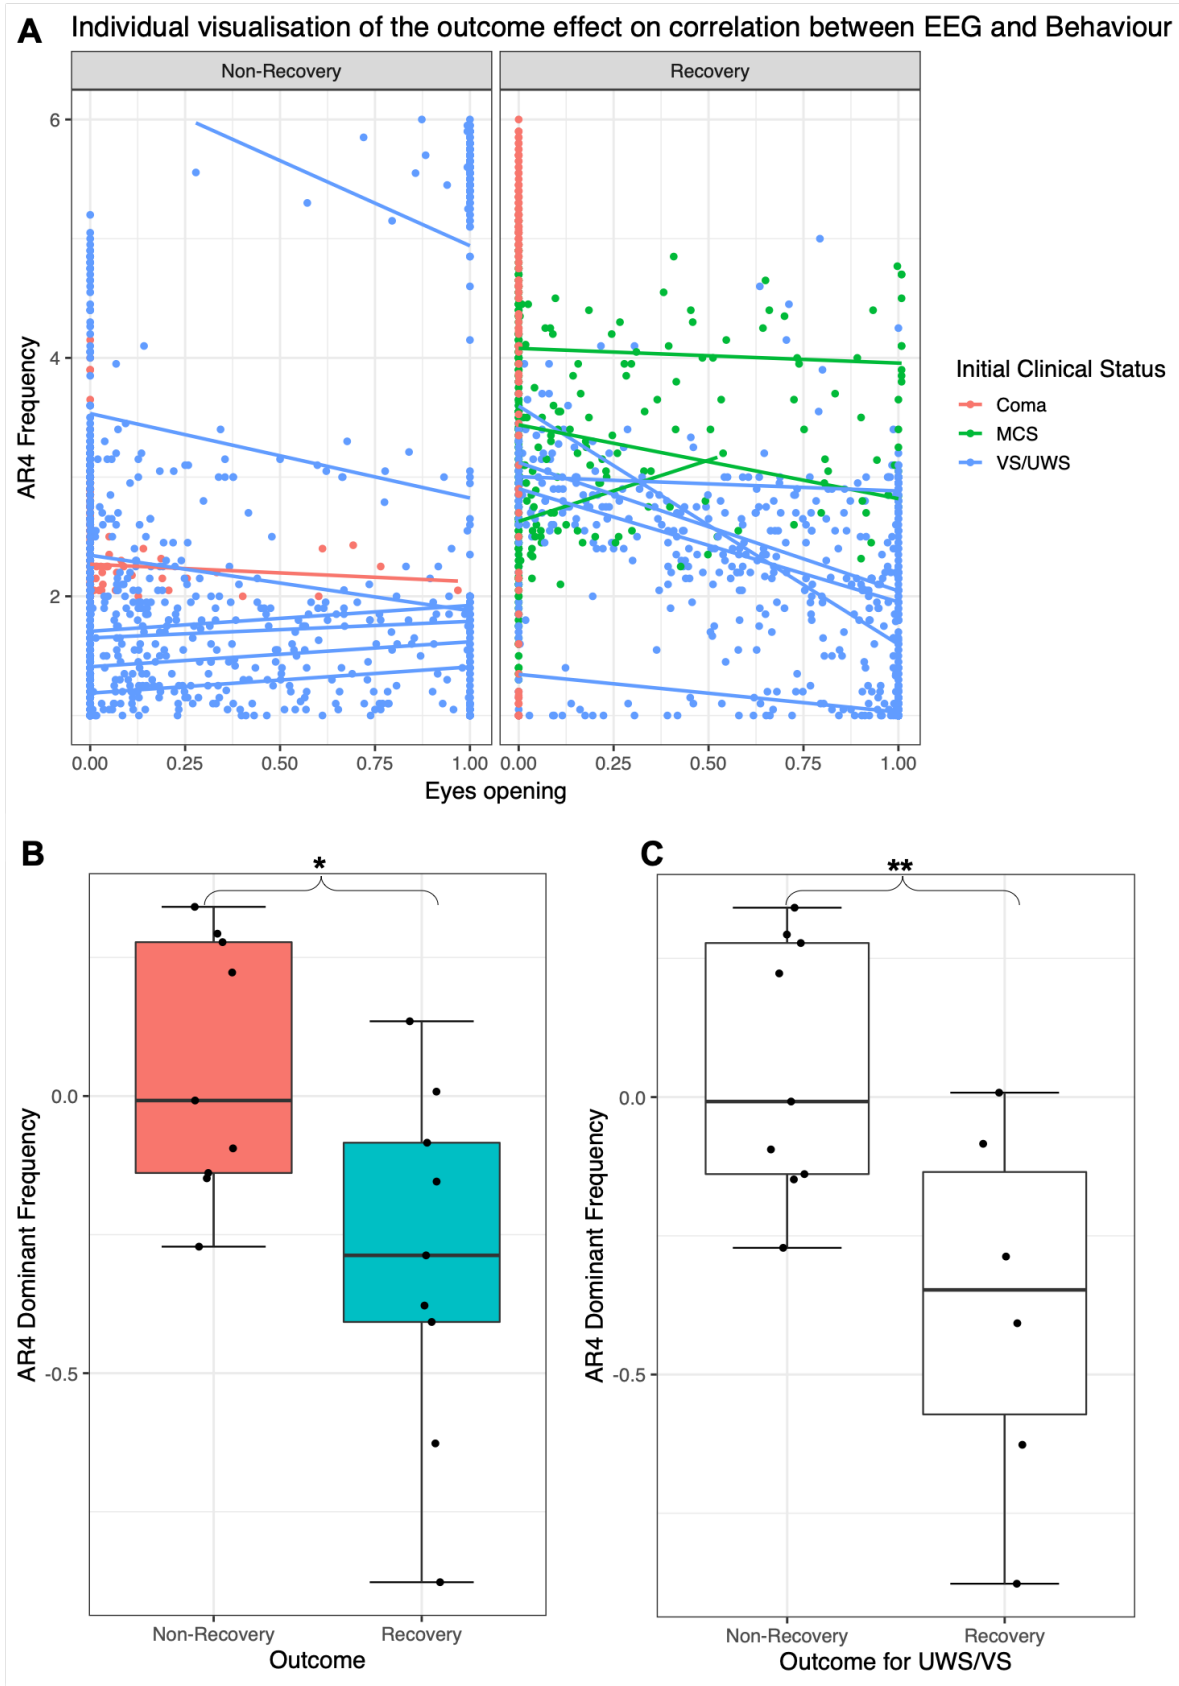 A Individual visualisation of the outcome effect on correlation between EEG and Behaviour
Non-Recovery Recovery
6
4
2
AR4 Frequency
0.00 0.25 0.50 0.75 1.00 0.00 0.25 0.50 0.75 1.00
Eyes opening
Initial Clinical Status
Coma
MCS
VS/UWS
B
*
0.0
-0.5
AR4 Dominant Frequency
Non-Recovery Recovery
Outcome
C
**
0.0
-0.5
AR4 Dominant Frequency
Non-Recovery Recovery
Outcome for UWS/VS